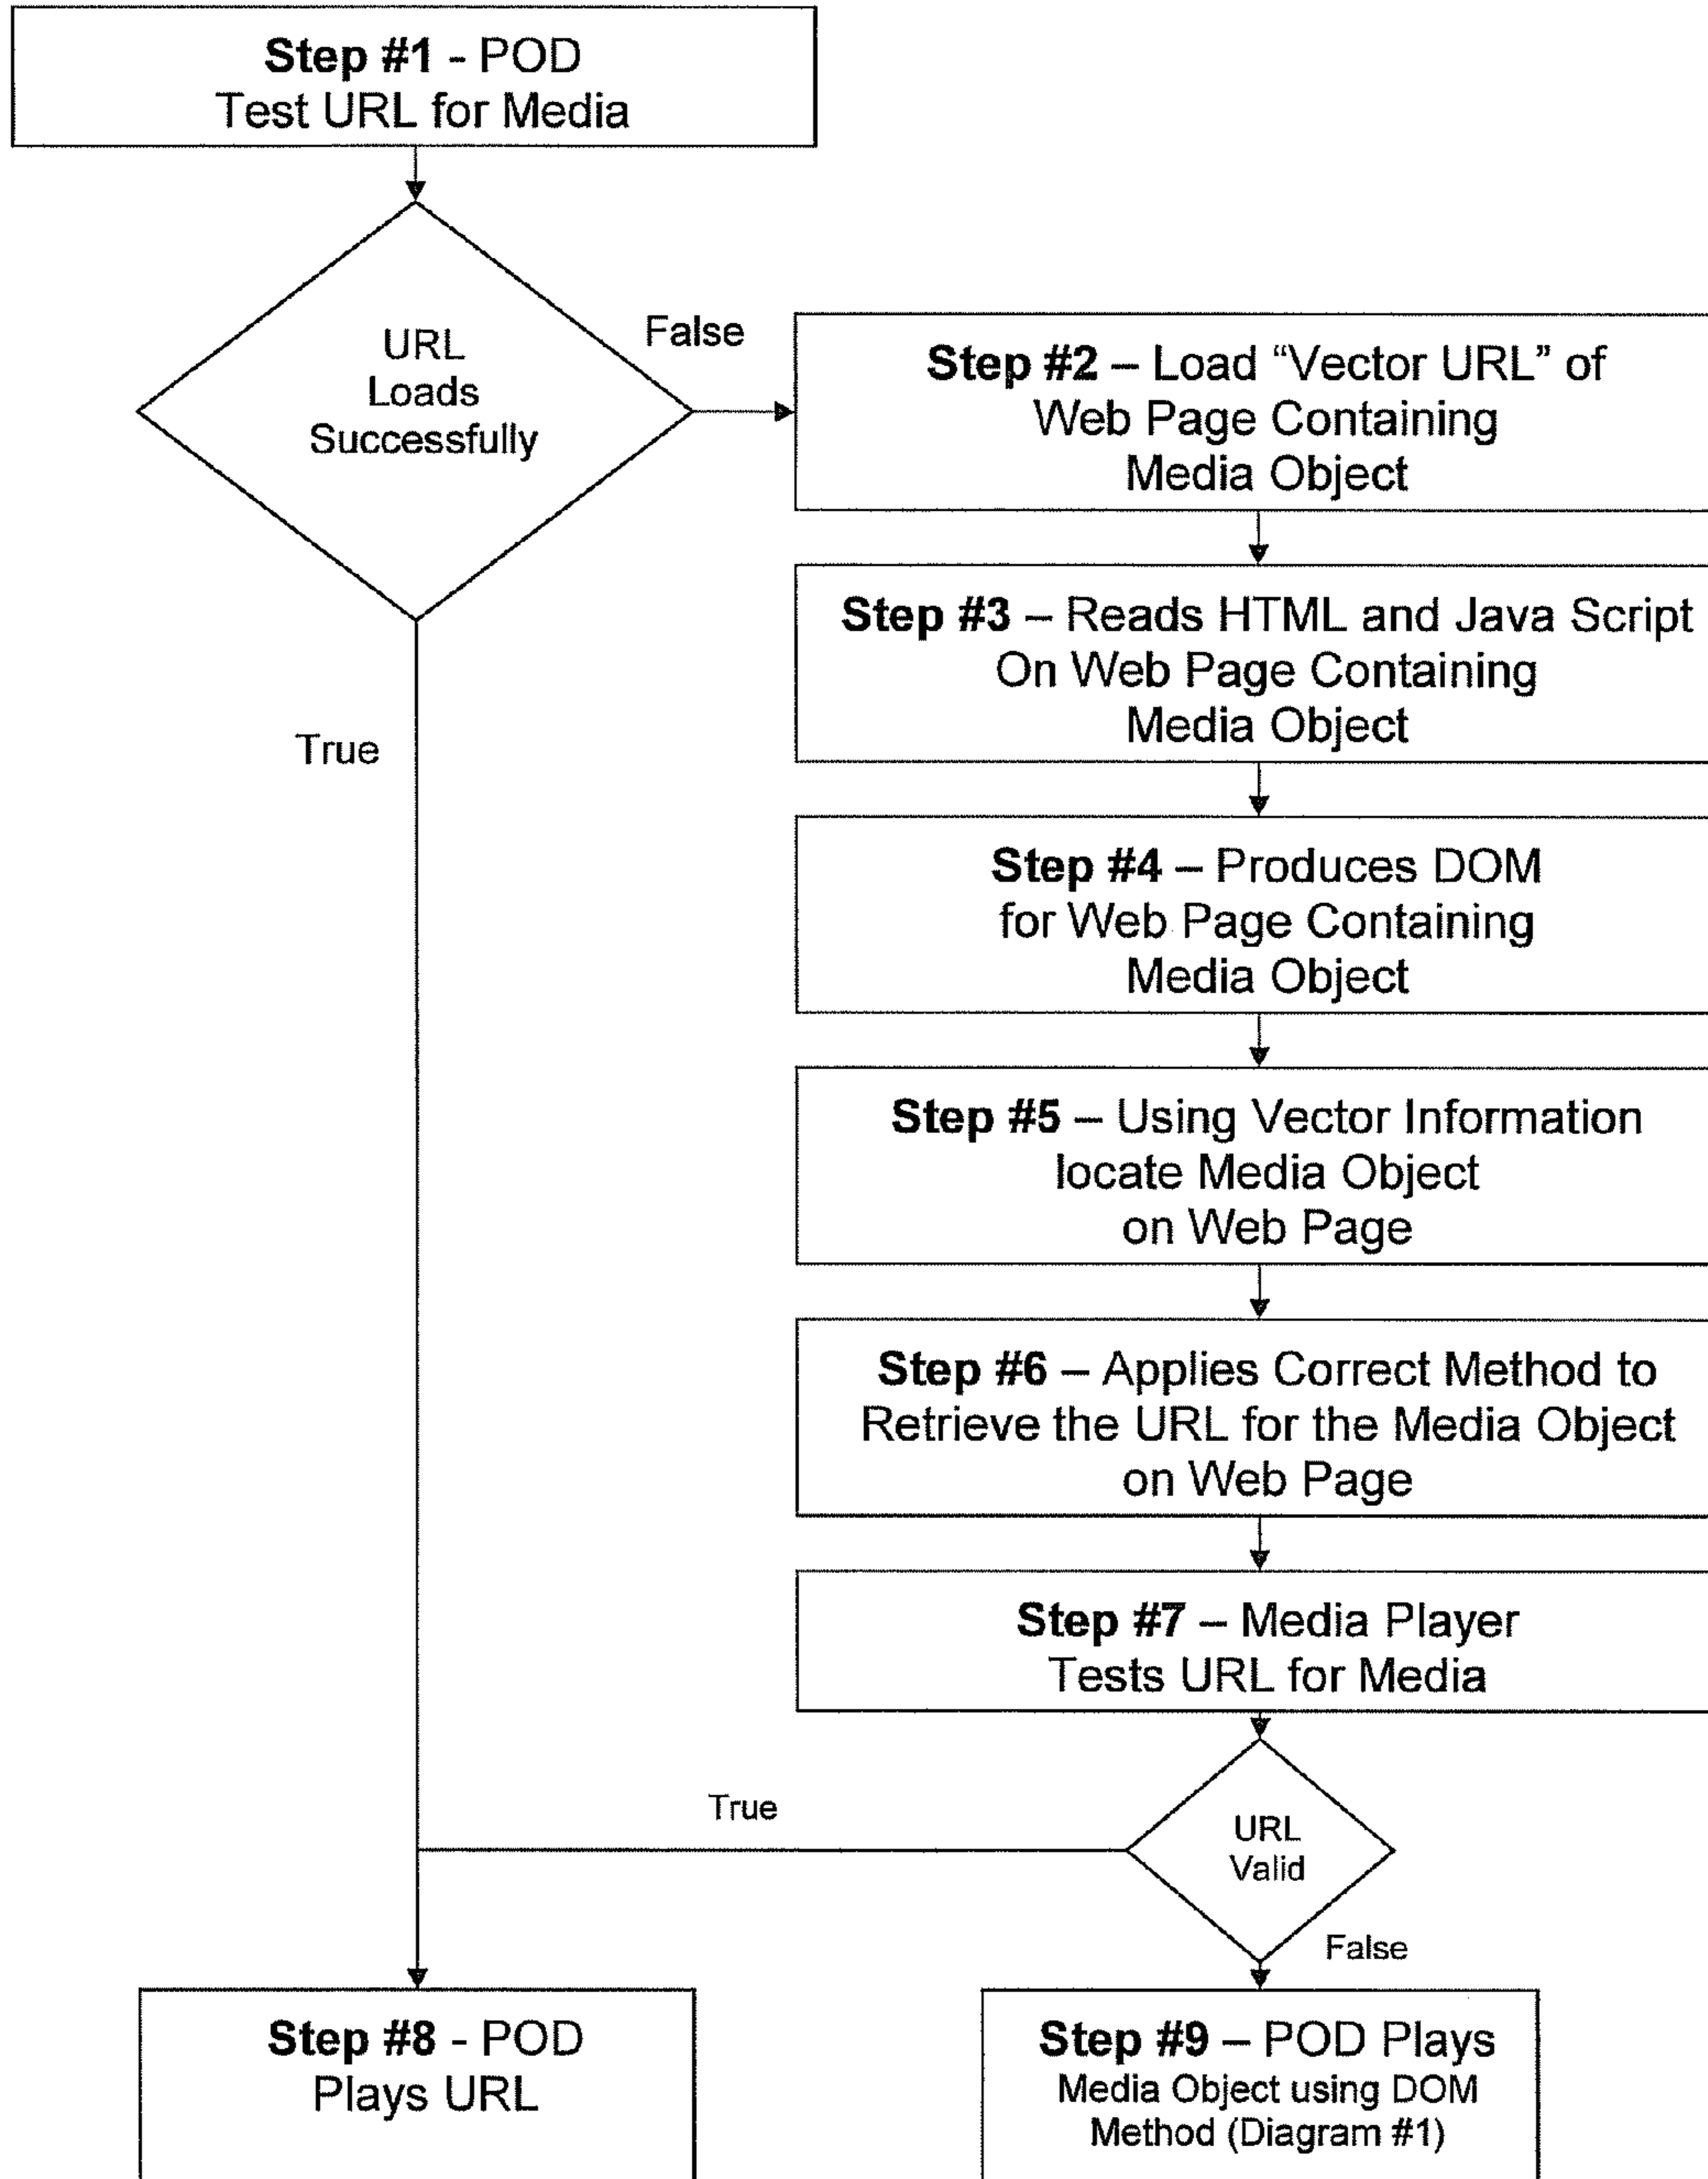 Step #1 - POD
Test URL for Media
URL
Loads
Successfully
False
True
Step #2 – Load “Vector URL” of
Web Page Containing
Media Object
Step #3 – Reads HTML and Java Script
On Web Page Containing
Media Object
Step #4 – Produces DOM
for Web Page Containing
Media Object
Step #5 – Using Vector Information
locate Media Object
on Web Page
Step #6 – Applies Correct Method to
Retrieve the URL for the Media Object
on Web Page
Step #7 – Media Player
Tests URL for Media
True
URL
Valid
False
Step #8 - POD
Plays URL
Step #9 – POD Plays
Media Object using DOM
Method (Diagram #1)